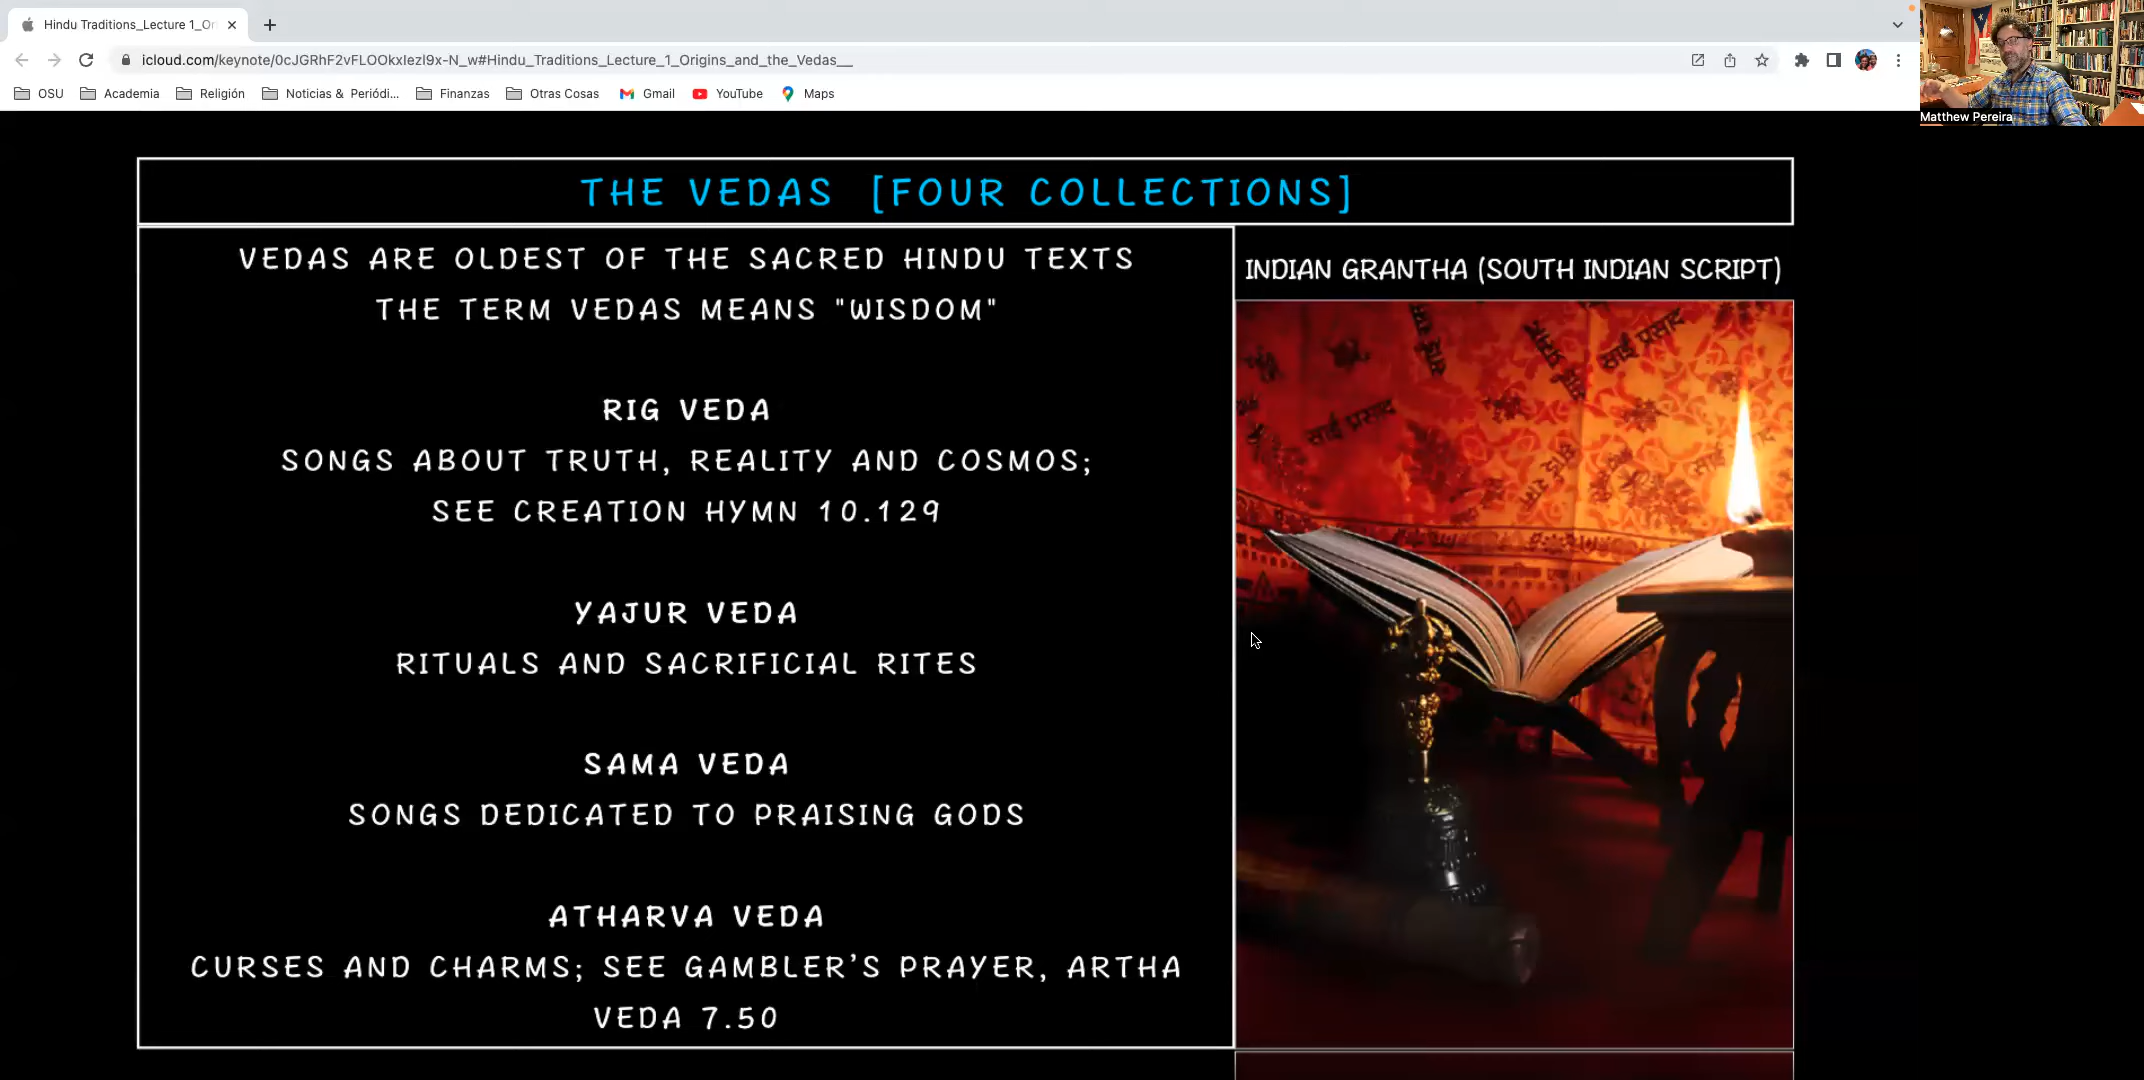 Hindu Traditions_Lecture 1_Or
icloud.com/keynote/0cJGRhF2vFLOOkxIezI9x-N_w#Hindu_Traditions_Lecture_1_Origins_and_the_Vedas__
OSU Academia Religión Noticias & Periódi... Finanzas Otras Cosas Gmail YouTube Maps
Matthew Pereira
THE VEDAS [FOUR COLLECTIONS]
VEDAS ARE OLDEST OF THE SACRED HINDU TEXTS
THE TERM VEDAS MEANS "WISDOM"
RIG VEDA
SONGS ABOUT TRUTH, REALITY AND COSMOS;
SEE CREATION HYMN 10.129
YAJUR VEDA
RITUALS AND SACRIFICIAL RITES
SAMA VEDA
SONGS DEDICATED TO PRAISING GODS
ATHARVA VEDA
CURSES AND CHARMS; SEE GAMBLER'S PRAYER, ARTHA
VEDA 7.50
INDIAN GRANTHA (SOUTH INDIAN SCRIPT)
साई प्रसाद
साई प्रसाद